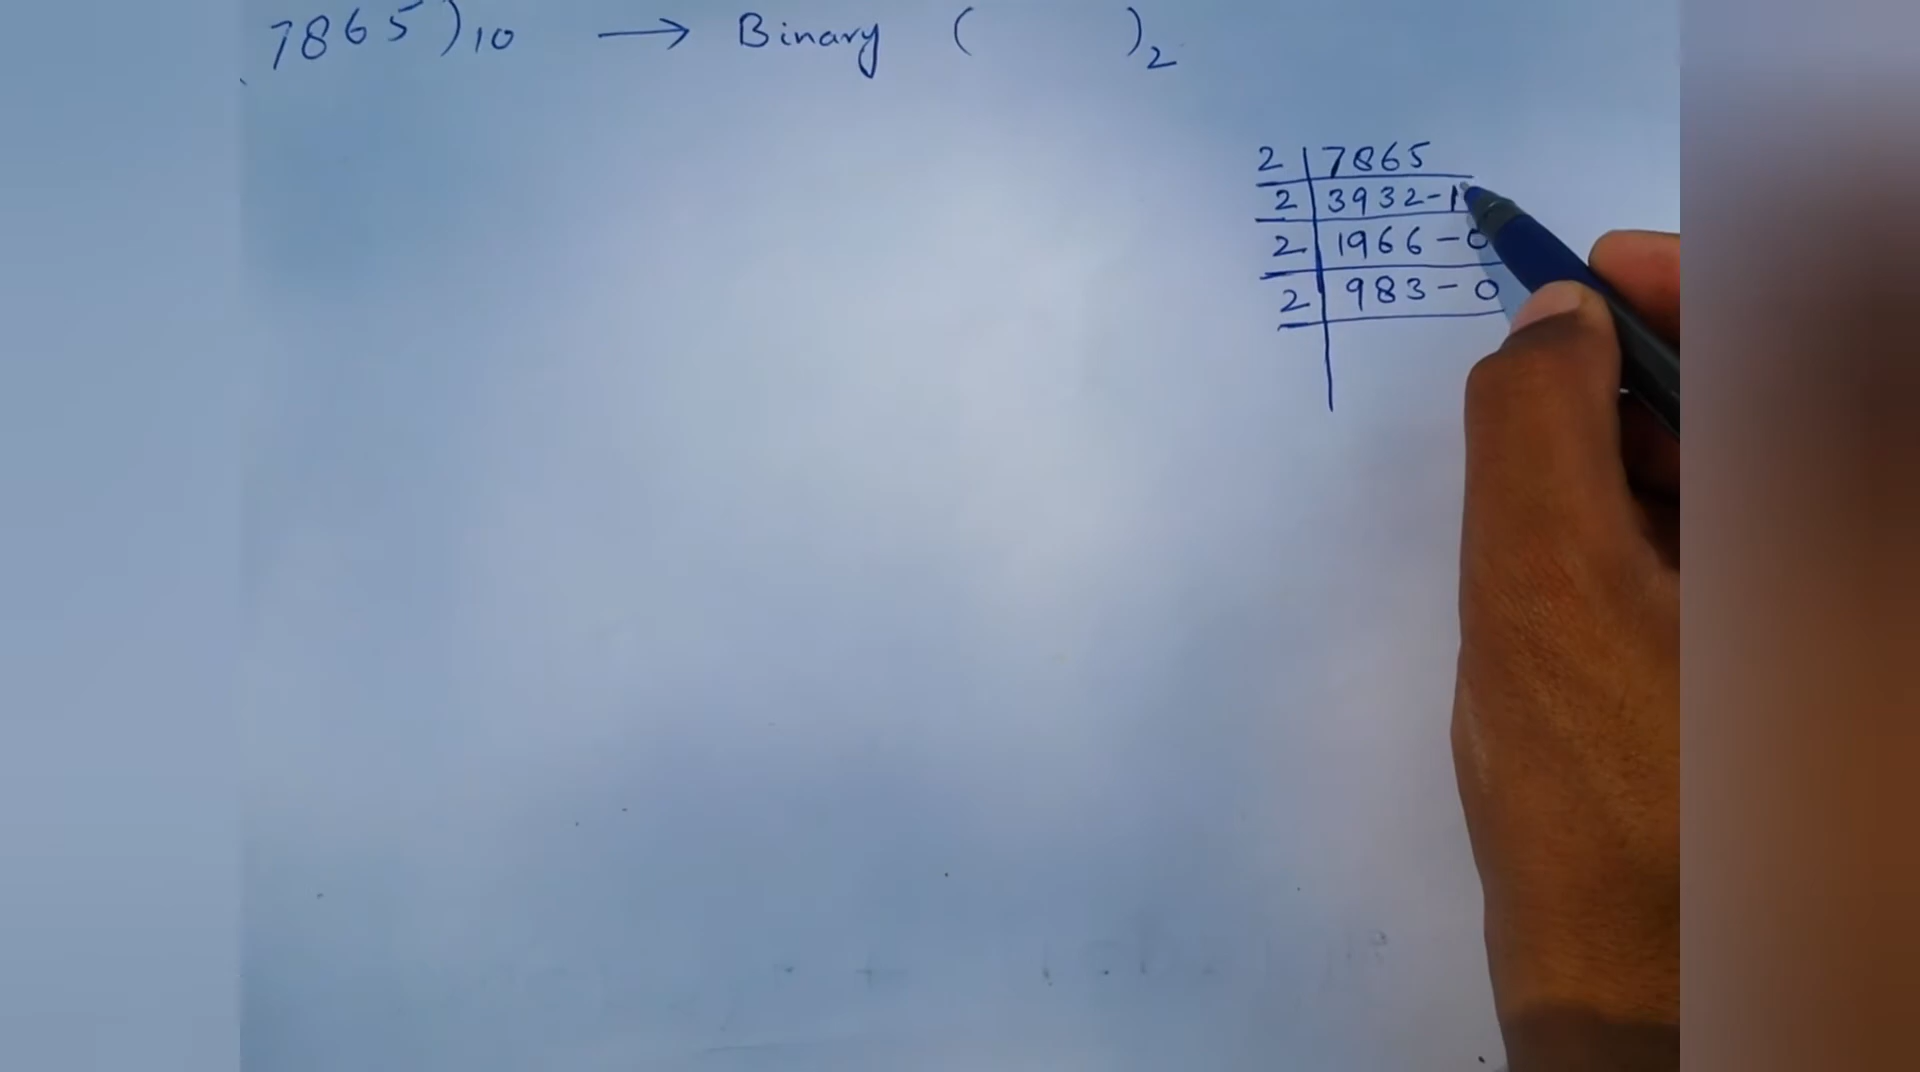 7865)10 → Binary (    )2
2 | 7865
2 | 3932 - 1
2 | 1966 - 0
2 | 983 - 0